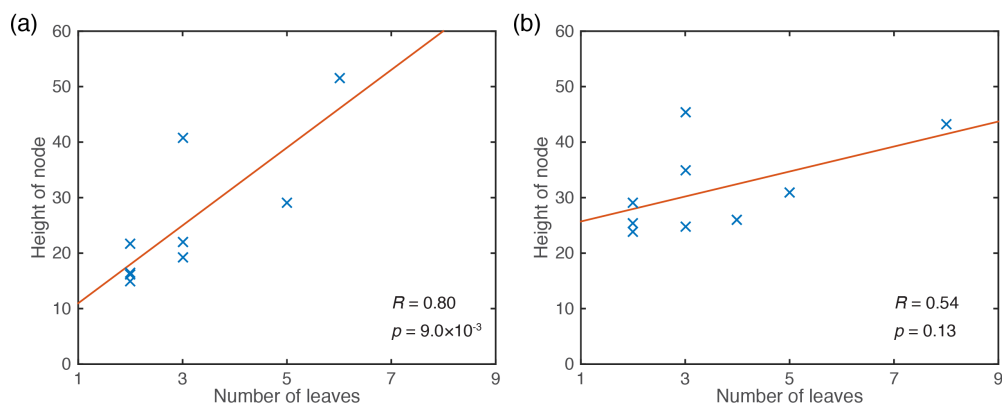 (a)
60
50
40
30
20
10
0
Height of node
1 3 5 7 9
Number of leaves
R = 0.80
p = 9.0×10⁻³
(b)
60
50
40
30
20
10
0
Height of node
1 3 5 7 9
Number of leaves
R = 0.54
p = 0.13